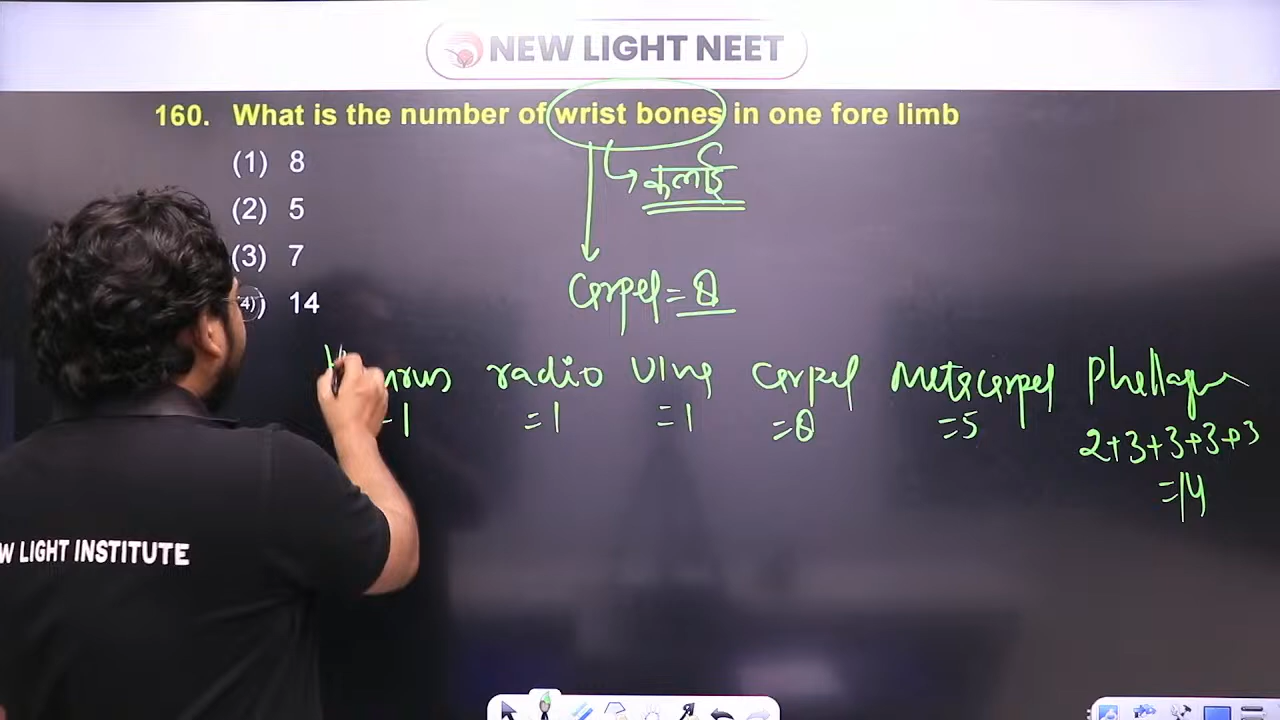 NEW LIGHT NEET
160. What is the number of wrist bones in one fore limb
(1) 8
(2) 5
(3) 7
(4) 14
कलाई
Carpel = 8
radio Ulna Carpel Metacarpel
=1 =1 =1 =8 =5 2+3+3+3+3
=14
W LIGHT INSTITUTE